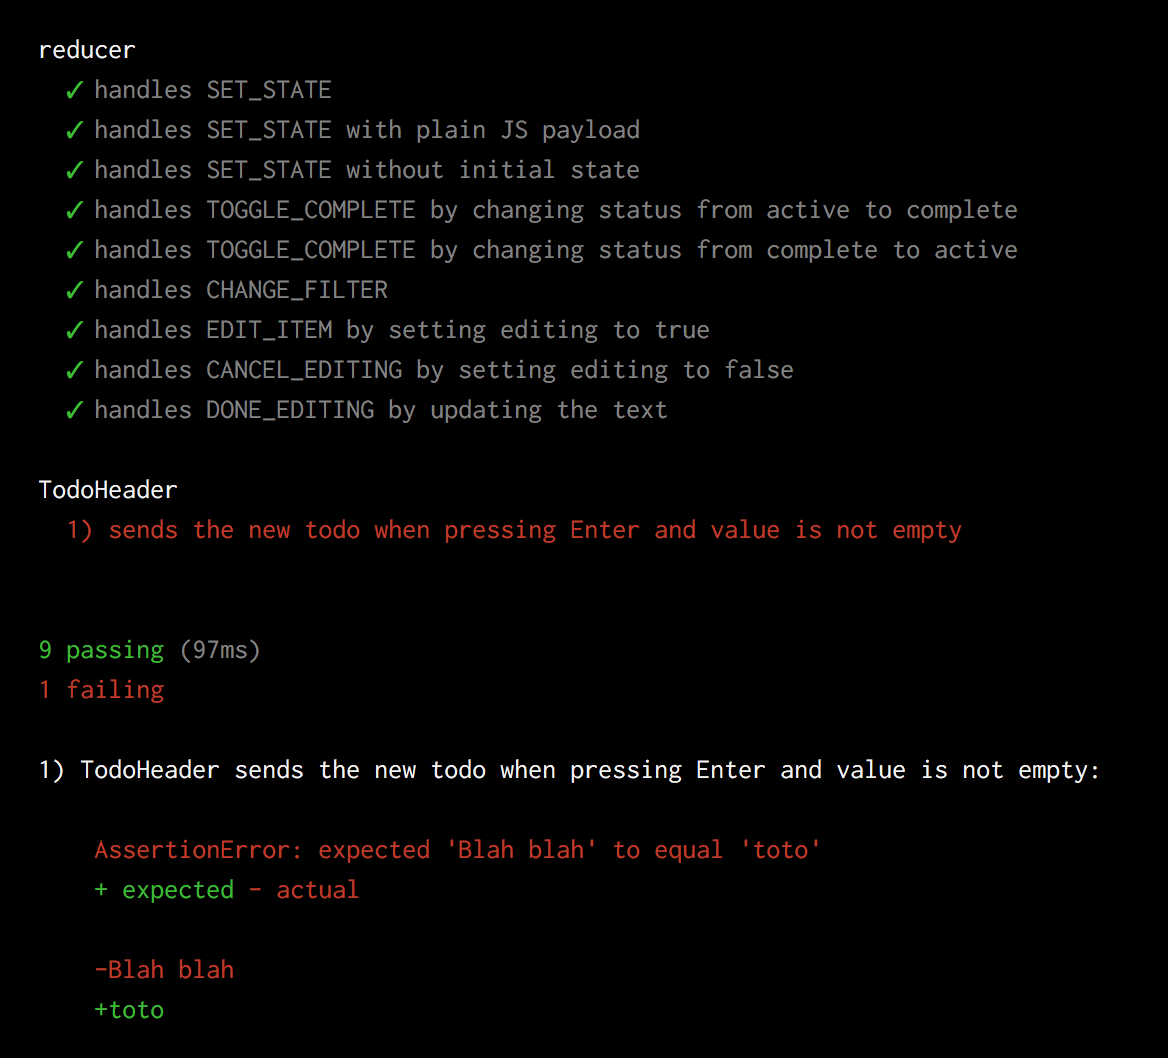 reducer
✓ handles SET_STATE
✓ handles SET_STATE with plain JS payload
✓ handles SET_STATE without initial state
✓ handles TOGGLE_COMPLETE by changing status from active to complete
✓ handles TOGGLE_COMPLETE by changing status from complete to active
✓ handles CHANGE_FILTER
✓ handles EDIT_ITEM by setting editing to true
✓ handles CANCEL_EDITING by setting editing to false
✓ handles DONE_EDITING by updating the text
TodoHeader
1) sends the new todo when pressing Enter and value is not empty
9 passing (97ms)
1 failing
1) TodoHeader sends the new todo when pressing Enter and value is not empty:
AssertionError: expected 'Blah blah' to equal 'toto'
+ expected - actual
-Blah blah
+toto